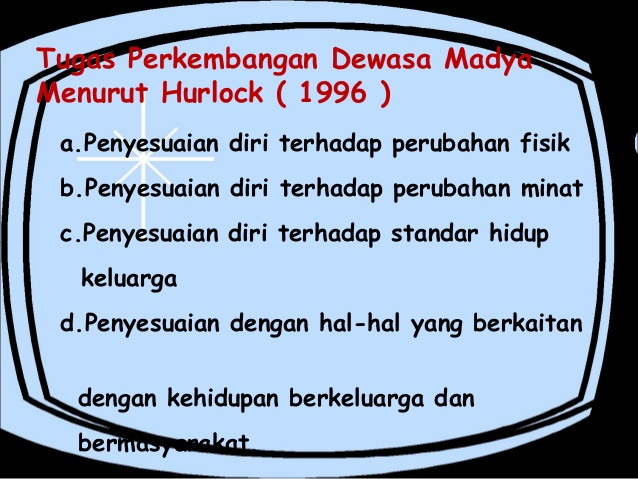 Tugas Perkembangan Dewasa Madya
Menurut Hurlock ( 1996 )
a.Penyesuaian diri terhadap perubahan fisik
b.Penyesuaian diri terhadap perubahan minat
c.Penyesuaian diri terhadap standar hidup
keluarga
d.Penyesuaian dengan hal-hal yang berkaitan
dengan kehidupan berkeluarga dan
bermasyarakat.